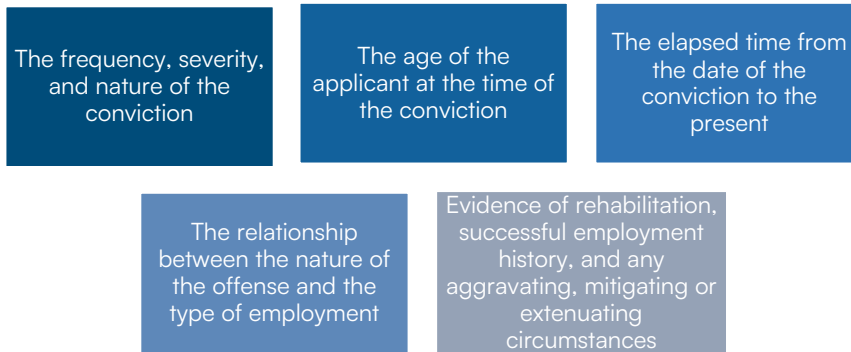 The frequency, severity,
and nature of the
conviction
The age of the
applicant at the time of
the conviction
The elapsed time from
the date of the
conviction to the
present
The relationship
between the nature of
the offense and the
type of employment
Evidence of rehabilitation,
successful employment
history, and any
aggravating, mitigating or
extenuating
circumstances